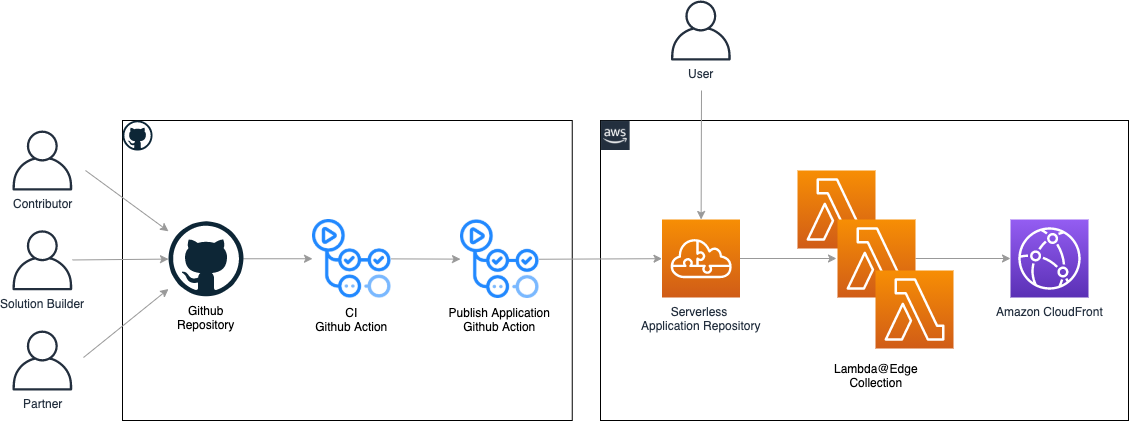 User
aws
Contributor
Solution Builder
Partner
Github
Repository
CI
Github Action
Publish Application
Github Action
Serverless
Application Repository
Lambda@Edge
Collection
Amazon CloudFront